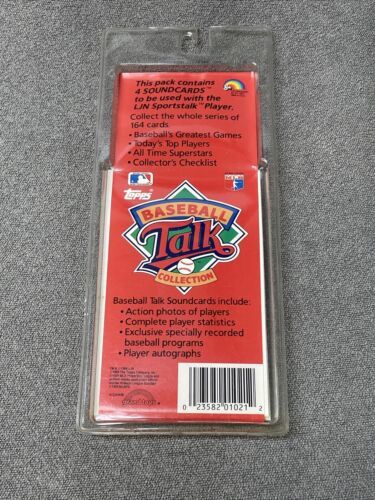 This pack contains
4 SOUNDCARDS™
to be used with the
LJN Sportstalk™ Player.
Collect the whole series of
164 cards.
• Baseball's Greatest Games
• Today's Top Players
• All Time Superstars
• Collector's Checklist
Topps
BASEBALL
Talk
COLLECTION
Baseball Talk Soundcards include:
• Action photos of players
• Complete player statistics
• Exclusive specially recorded
baseball programs
• Player autographs
0 23582 01021 2